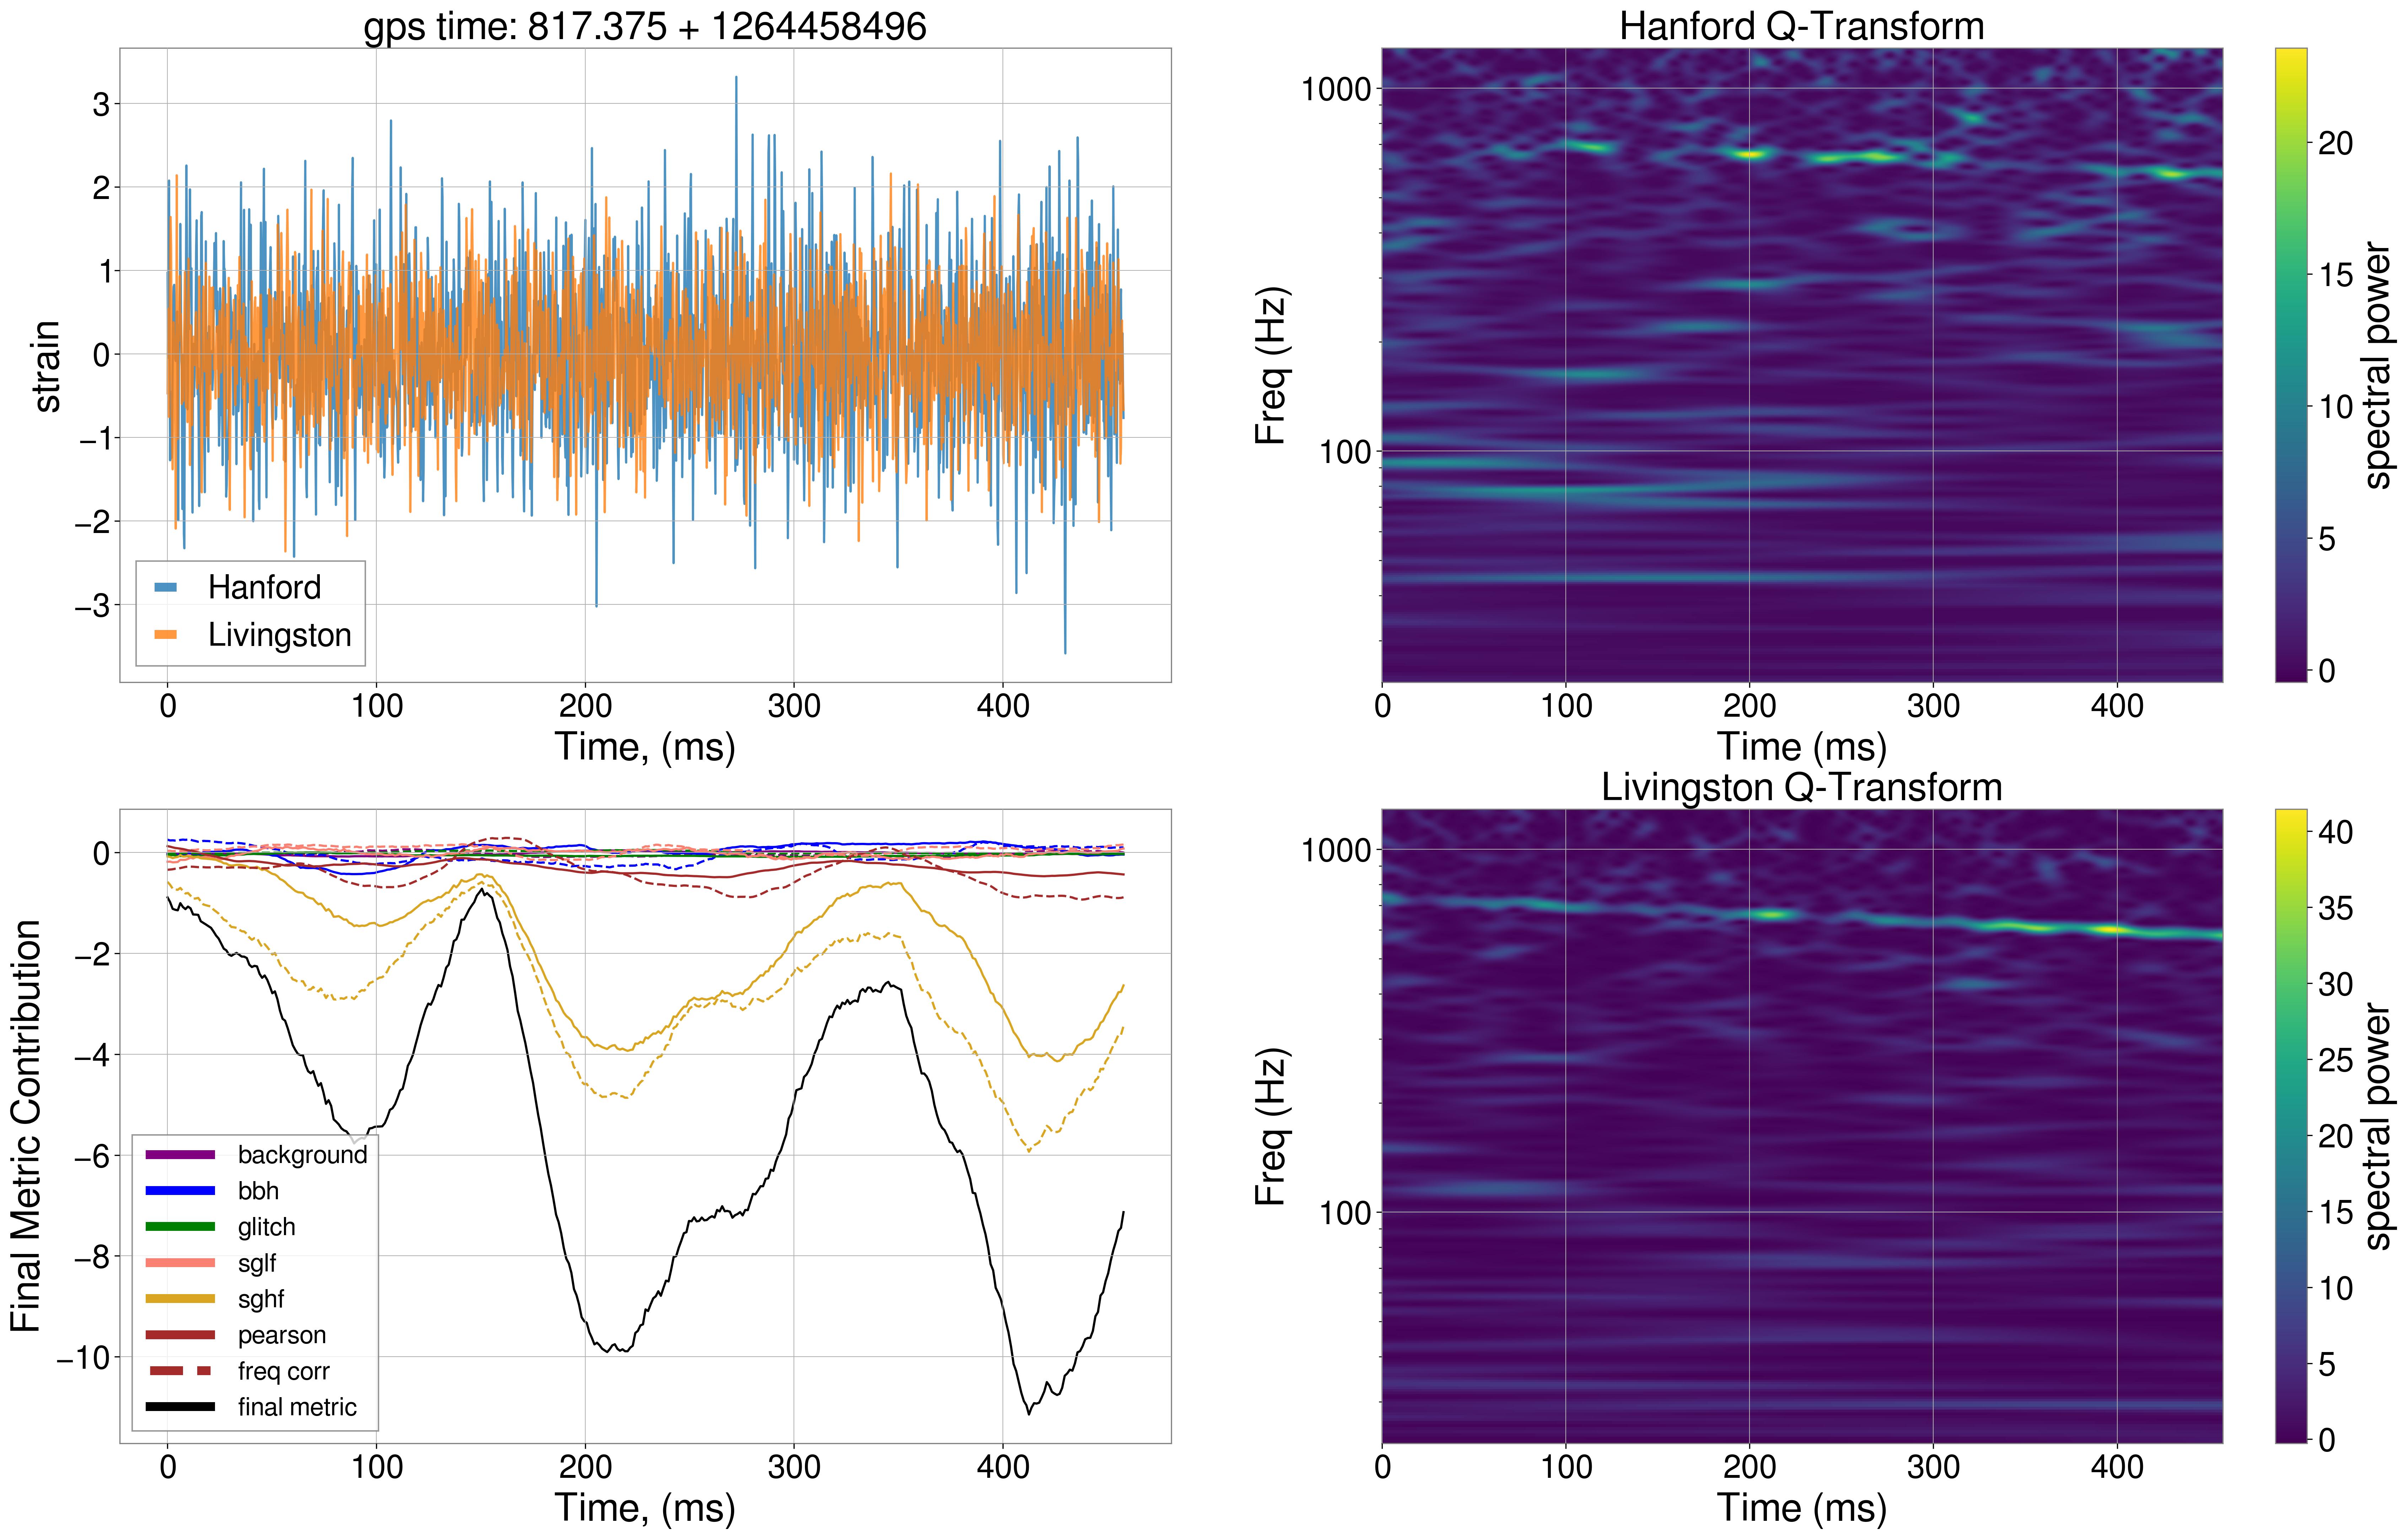 gps time: 817.375 + 1264458496
strain
3
2
1
0
−1
−2
−3
Hanford
Livingston
0 100 200 300 400
Time, (ms)
Hanford Q-Transform
Freq (Hz)
1000
100
0 100 200 300 400
Time (ms)
20
15
10
5
0
spectral power
Final Metric Contribution
0
−2
−4
−6
−8
−10
background
bbh
glitch
sglf
sghf
pearson
freq corr
final metric
0 100 200 300 400
Time, (ms)
Livingston Q-Transform
Freq (Hz)
1000
100
0 100 200 300 400
Time (ms)
40
35
30
25
20
15
10
5
0
spectral power